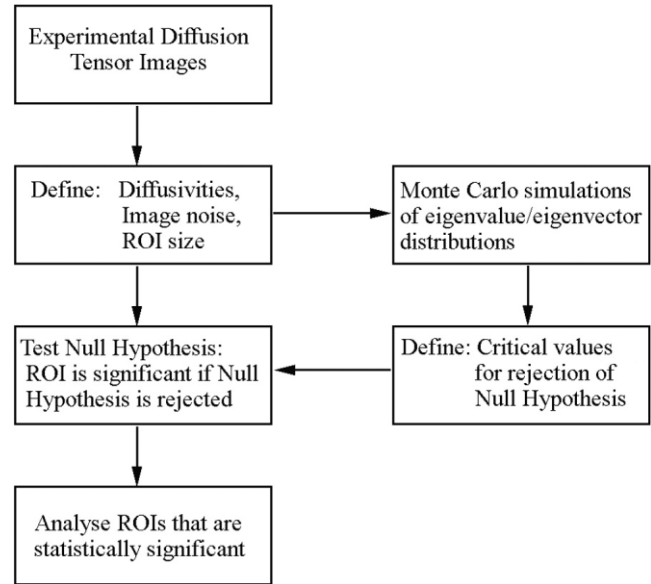 Experimental Diffusion
Tensor Images
Define: Diffusivities,
Image noise,
ROI size
Monte Carlo simulations
of eigenvalue/eigenvector
distributions
Test Null Hypothesis:
ROI is significant if Null
Hypothesis is rejected
Define: Critical values
for rejection of
Null Hypothesis
Analyse ROIs that are
statistically significant